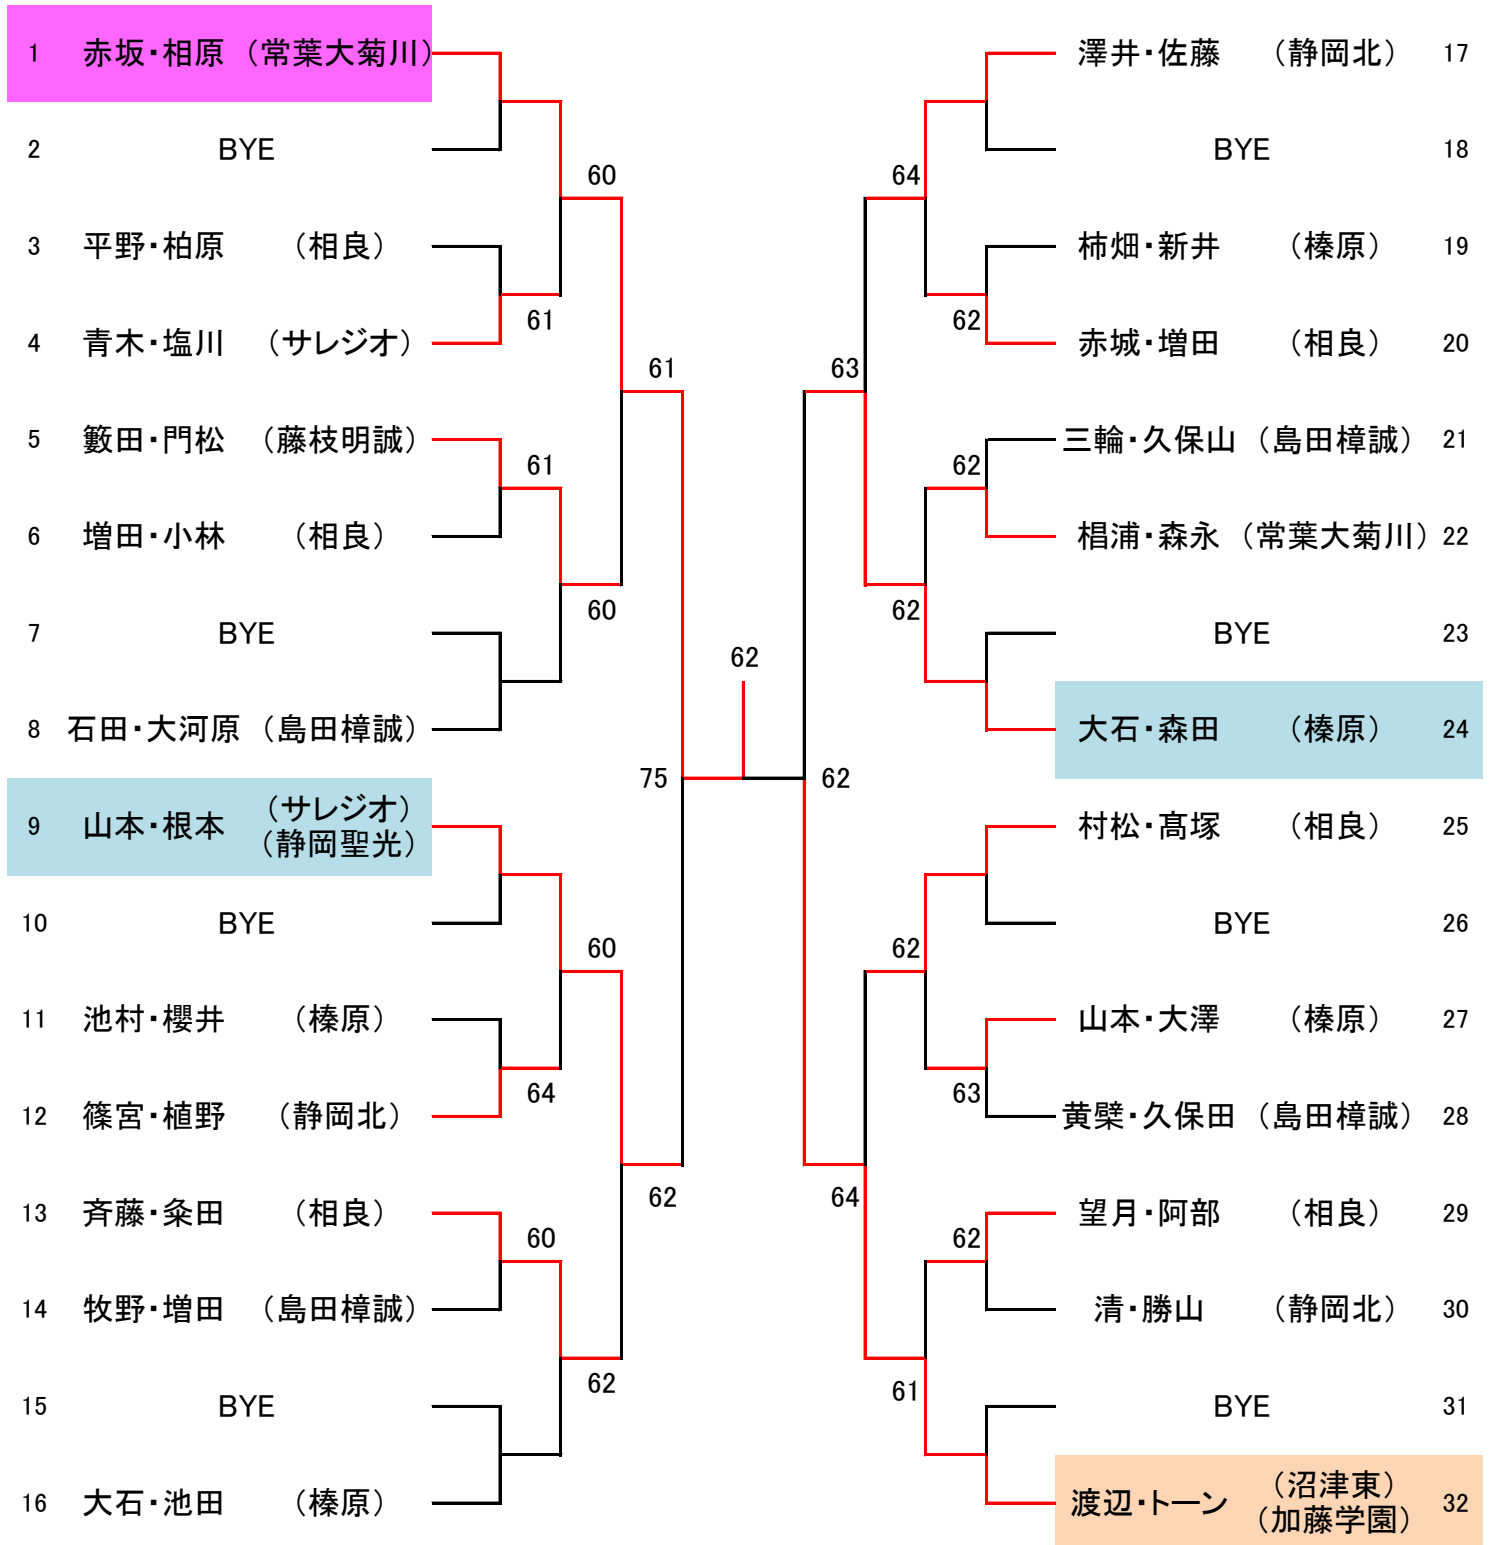 1 赤坂・相原 （常葉大菊川）
2 BYE
60
3 平野・柏原 （相良）
61
4 青木・塩川 （サレジオ）
61
5 籔田・門松 （藤枝明誠）
61
6 増田・小林 （相良）
60
7 BYE
8 石田・大河原 （島田樟誠）
75
9 山本・根本 （サレジオ）
（静岡聖光）
10 BYE
60
11 池村・櫻井 （榛原）
64
12 篠宮・植野 （静岡北）
62
13 斉藤・粂田 （相良）
60
14 牧野・増田 （島田樟誠）
62
15 BYE
16 大石・池田 （榛原）
62
澤井・佐藤 （静岡北） 17
BYE 18
64
柿畑・新井 （榛原） 19
62
赤城・増田 （相良） 20
63
三輪・久保山 （島田樟誠） 21
62
椙浦・森永 （常葉大菊川） 22
62
BYE 23
大石・森田 （榛原） 24
62
村松・髙塚 （相良） 25
BYE 26
62
山本・大澤 （榛原） 27
63
黄檗・久保田 （島田樟誠） 28
64
望月・阿部 （相良） 29
62
清・勝山 （静岡北） 30
61
BYE 31
渡辺・トーン （沼津東） 32
（加藤学園）